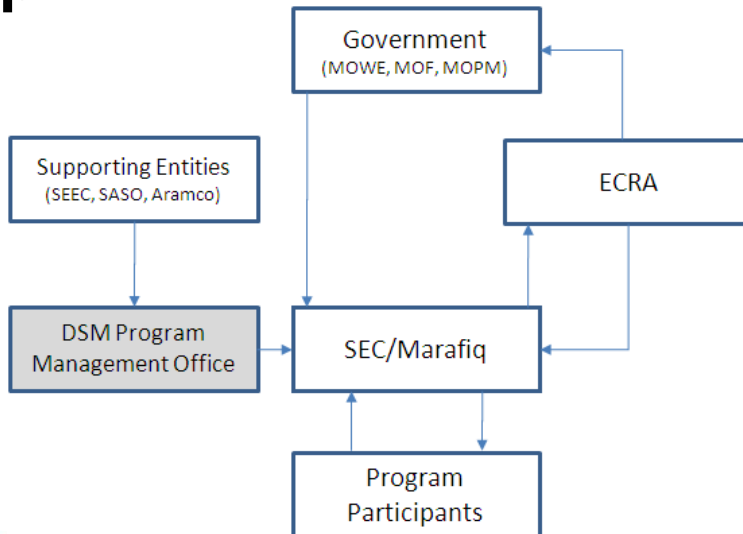 Government
(MOWE, MOF, MOPM)
Supporting Entities
(SEEC, SASO, Aramco)
ECRA
DSM Program
Management Office
SEC/Marafiq
Program
Participants